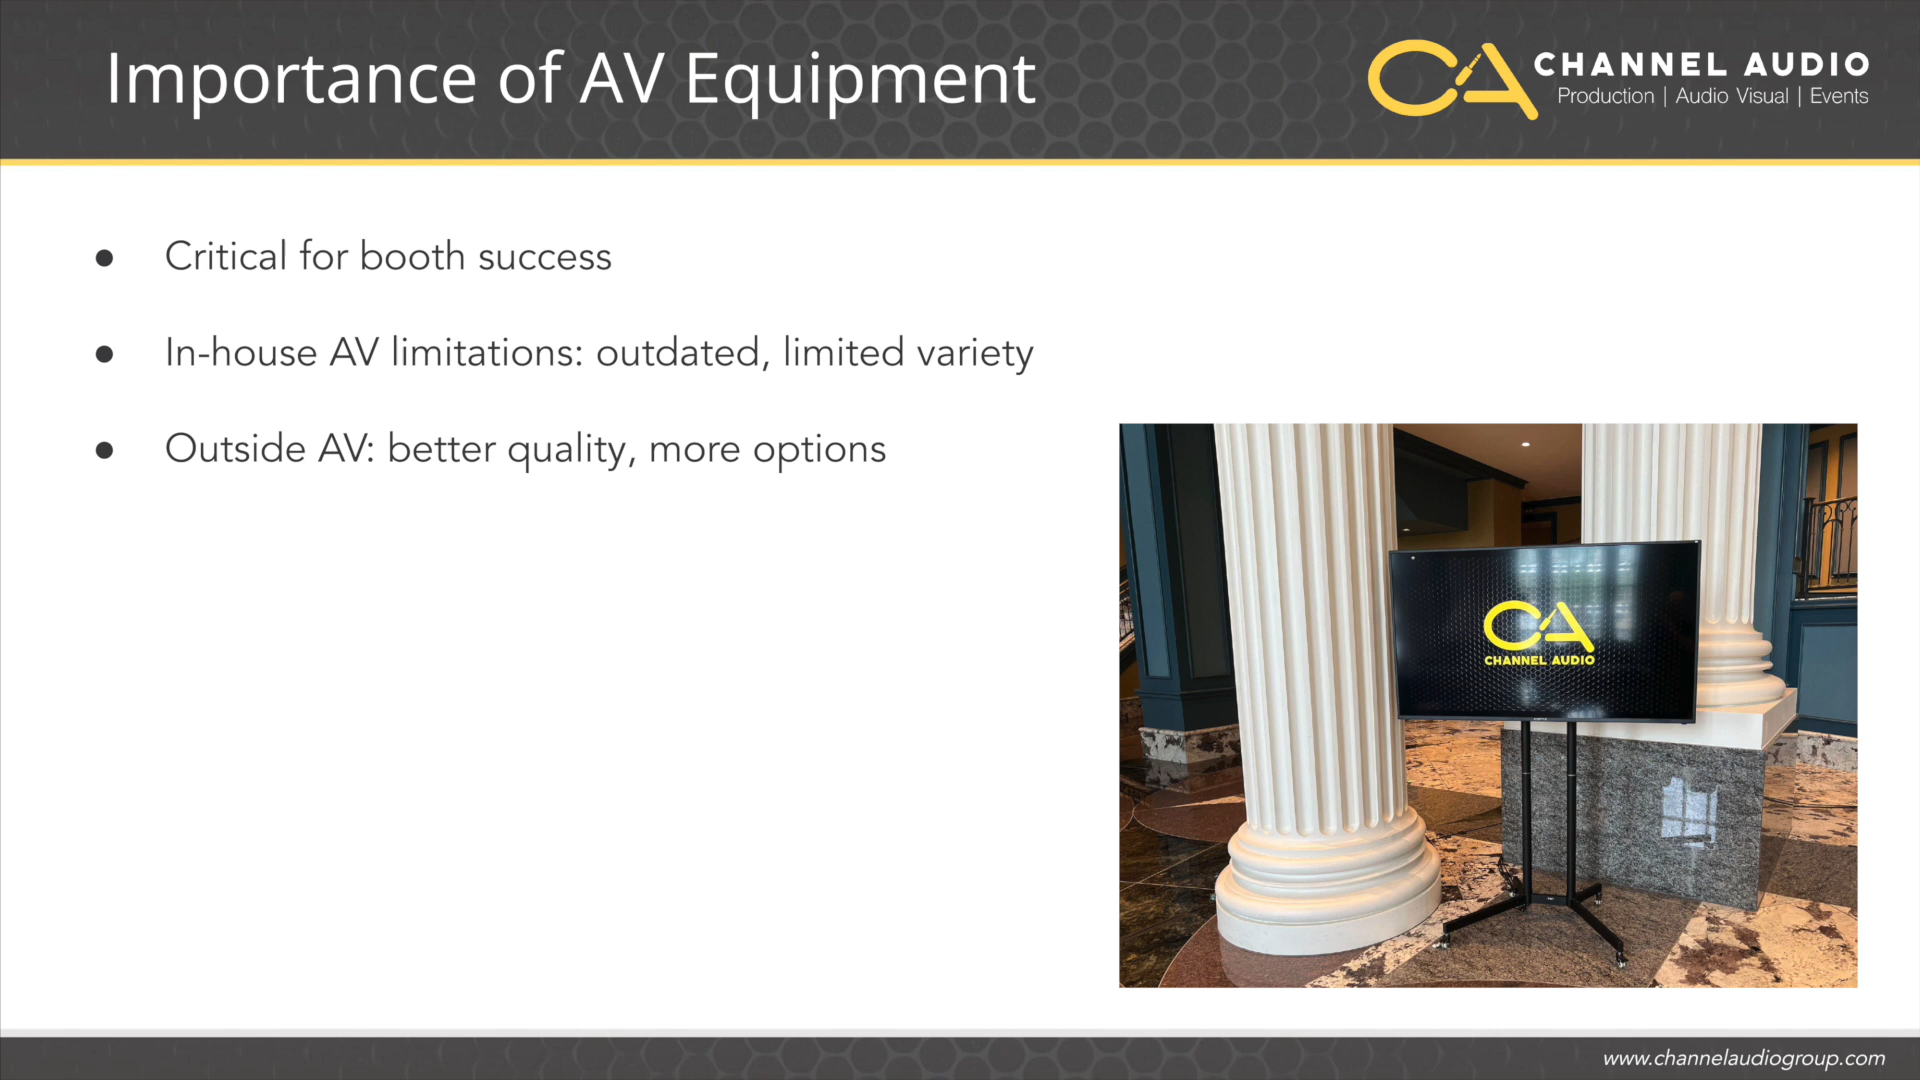 Importance of AV Equipment
CHANNEL AUDIO
Production | Audio Visual | Events
● Critical for booth success
● In-house AV limitations: outdated, limited variety
● Outside AV: better quality, more options
CA
CHANNEL AUDIO
www.channelaudiogroup.com